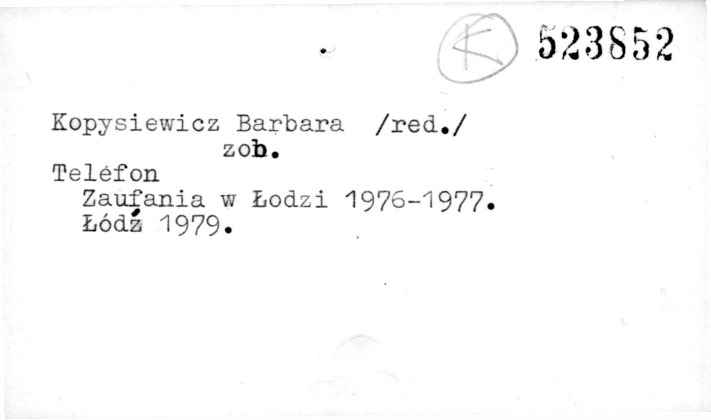 K 523852
Kopysiewicz Barbara /red./
zob.
Telefon
Zaufania w Łodzi 1976-1977.
Łódź 1979.